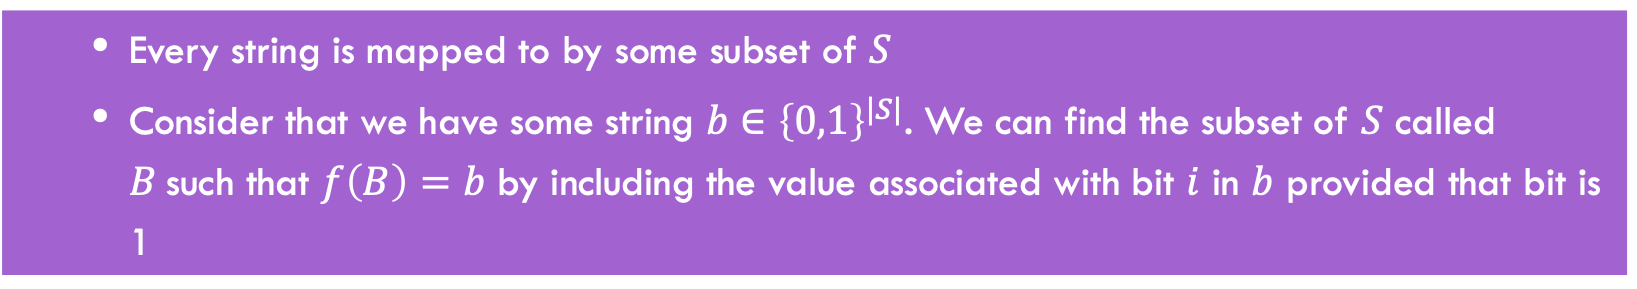 • Every string is mapped to by some subset of S
• Consider that we have some string b ∈ {0,1}^|S|. We can find the subset of S called
B such that f(B) = b by including the value associated with bit i in b provided that bit is
1